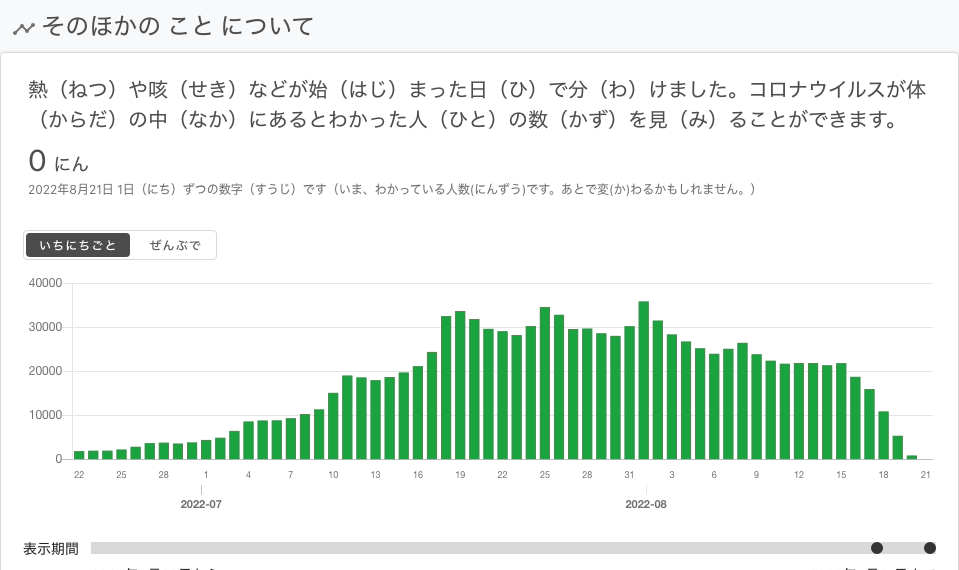 そのほかの こと について
熱（ねつ）や咳（せき）などが始（はじ）まった日（ひ）で分（わ）けました。コロナウイルスが体
（からだ）の中（なか）にあるとわかった人（ひと）の数（かず）を見（み）ることができます。
0 にん
2022年8月21日 1日（にち）ずつの数字（すうじ）です（いま、わかっている人数(にんずう)です。あとで変(か)わるかもしれません。）
いちにちごと ぜんぶで
40000
30000
20000
10000
0
22 25 28 1 4 7 10 13 16 19 22 25 28 31 3 6 9 12 15 18 21
2022-07 2022-08
表示期間